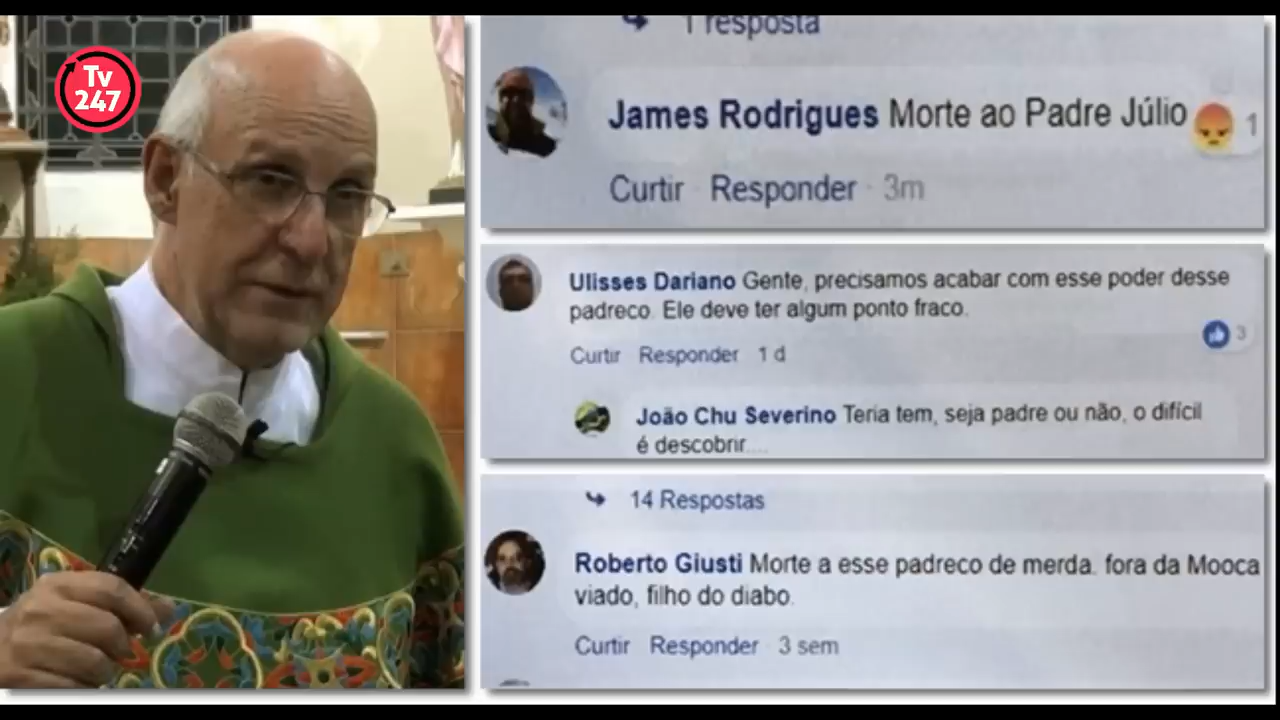 Tv
247
1 resposta
James Rodrigues Morte ao Padre Júlio
1
Curtir Responder · 3m
Ulisses Dariano Gente, precisamos acabar com esse poder desse
padreco. Ele deve ter algum ponto fraco.
3
Curtir Responder 1 d
João Chu Severino Teria tem, seja padre ou não, o difícil
é descobrir....
14 Respostas
Roberto Giusti Morte a esse padreco de merda. fora da Mooca
viado, filho do diabo.
Curtir Responder 3 sem